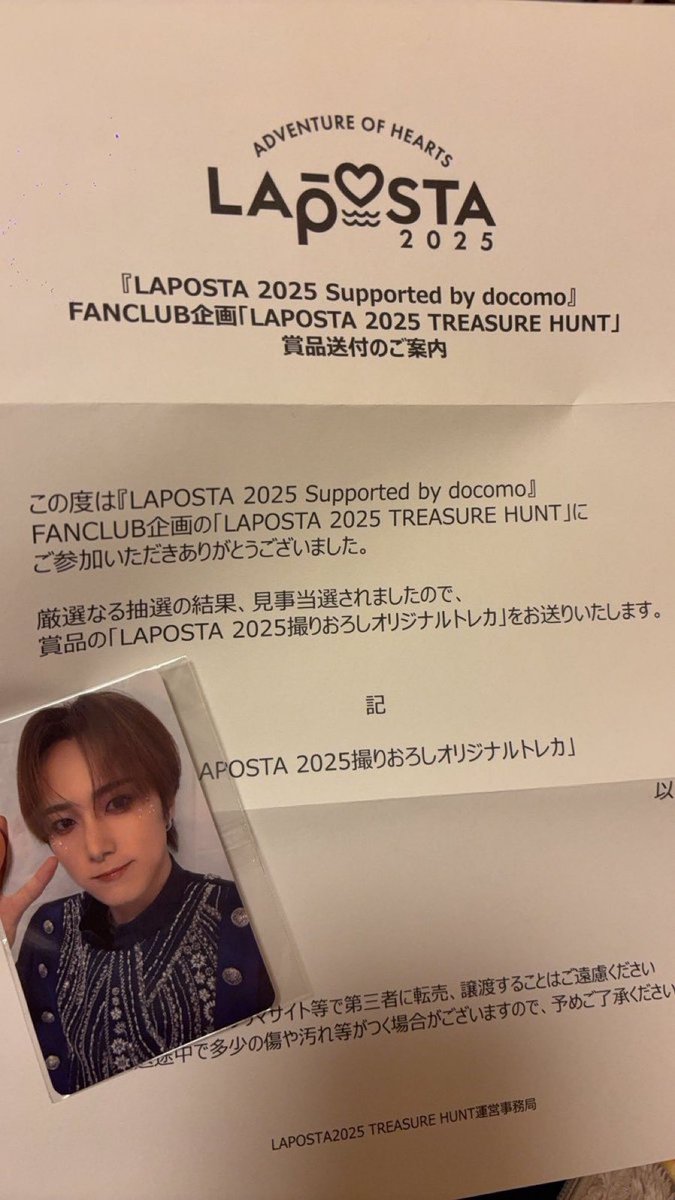 ADVENTURE OF HEARTS
LAPOSTA
2025
『LAPOSTA 2025 Supported by docomo』
FANCLUB企画「LAPOSTA 2025 TREASURE HUNT」
賞品送付のご案内
この度は『LAPOSTA 2025 Supported by docomo』
FANCLUB企画の「LAPOSTA 2025 TREASURE HUNT」に
ご参加いただきありがとうございました。
厳選なる抽選の結果、見事当選されましたので、
賞品の「LAPOSTA 2025撮りおろしオリジナルトレカ」をお送りいたします。
記
APOSTA 2025撮りおろしオリジナルトレカ」
以
マサイト等で第三者に転売、譲渡することはご遠慮ください
途中で多少の傷や汚れ等がつく場合がございますので、予めご了承ください
LAPOSTA2025 TREASURE HUNT運営事務局